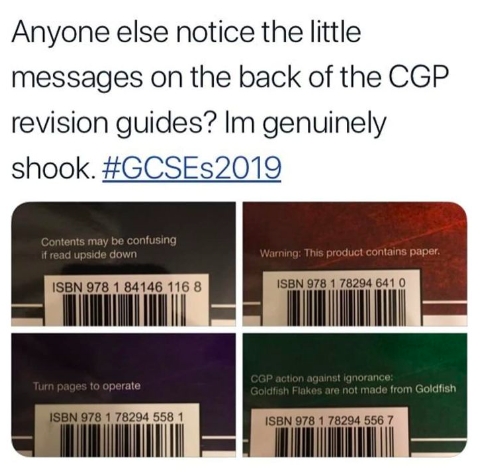 Anyone else notice the little
messages on the back of the CGP
revision guides? Im genuinely
shook. #GCSEs2019
Contents may be confusing
if read upside down
ISBN 978 1 84146 116 8
Warning: This product contains paper.
ISBN 978 1 78294 641 0
Turn pages to operate
ISBN 978 1 78294 558 1
CGP action against ignorance:
Goldfish Flakes are not made from Goldfish
ISBN 978 1 78294 556 7